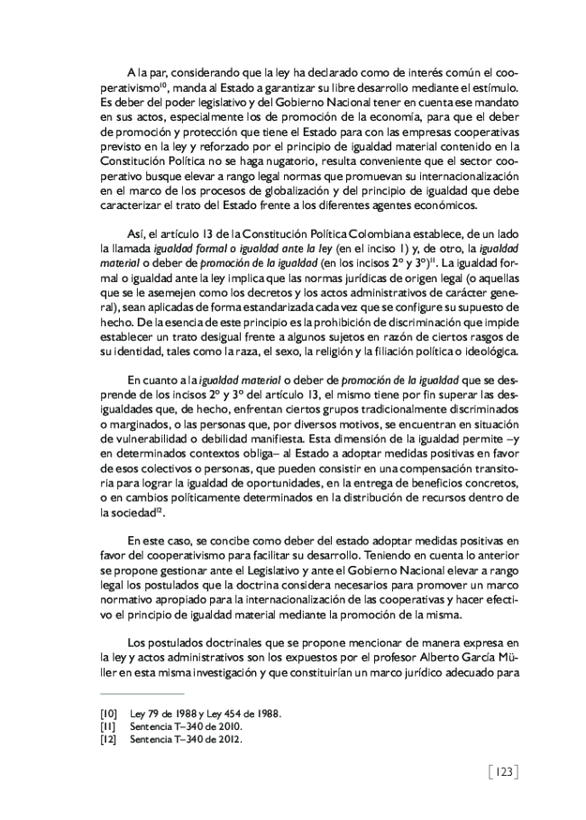 A la par, considerando que la ley ha declarado como de interés común el coo-
perativismo¹⁰, manda al Estado a garantizar su libre desarrollo mediante el estímulo.
Es deber del poder legislativo y del Gobierno Nacional tener en cuenta ese mandato
en sus actos, especialmente los de promoción de la economía, para que el deber
de promoción y protección que tiene el Estado para con las empresas cooperativas
previsto en la ley y reforzado por el principio de igualdad material contenido en la
Constitución Política no se haga nugatorio, resulta conveniente que el sector coo-
perativo busque elevar a rango legal normas que promuevan su internacionalización
en el marco de los procesos de globalización y del principio de igualdad que debe
caracterizar el trato del Estado frente a los diferentes agentes económicos.
Así, el artículo 13 de la Constitución Política Colombiana establece, de un lado
la llamada igualdad formal o igualdad ante la ley (en el inciso 1) y, de otro, la igualdad
material o deber de promoción de la igualdad (en los incisos 2º y 3º)¹¹. La igualdad for-
mal o igualdad ante la ley implica que las normas jurídicas de origen legal (o aquellas
que se le asemejen como los decretos y los actos administrativos de carácter gene-
ral), sean aplicadas de forma estandarizada cada vez que se configure su supuesto de
hecho. De la esencia de este principio es la prohibición de discriminación que impide
establecer un trato desigual frente a algunos sujetos en razón de ciertos rasgos de
su identidad, tales como la raza, el sexo, la religión y la filiación política o ideológica.
En cuanto a la igualdad material o deber de promoción de la igualdad que se des-
prende de los incisos 2º y 3º del artículo 13, el mismo tiene por fin superar las des-
igualdades que, de hecho, enfrentan ciertos grupos tradicionalmente discriminados
o marginados, o las personas que, por diversos motivos, se encuentran en situación
de vulnerabilidad o debilidad manifiesta. Esta dimensión de la igualdad permite –y
en determinados contextos obliga– al Estado a adoptar medidas positivas en favor
de esos colectivos o personas, que pueden consistir en una compensación transito-
ria para lograr la igualdad de oportunidades, en la entrega de beneficios concretos,
o en cambios políticamente determinados en la distribución de recursos dentro de
la sociedad¹².
En este caso, se concibe como deber del estado adoptar medidas positivas en
favor del cooperativismo para facilitar su desarrollo. Teniendo en cuenta lo anterior
se propone gestionar ante el Legislativo y ante el Gobierno Nacional elevar a rango
legal los postulados que la doctrina considera necesarios para promover un marco
normativo apropiado para la internacionalización de las cooperativas y hacer efecti-
vo el principio de igualdad material mediante la promoción de la misma.
Los postulados doctrinales que se propone mencionar de manera expresa en
la ley y actos administrativos son los expuestos por el profesor Alberto García Mü-
ller en esta misma investigación y que constituirían un marco jurídico adecuado para
[10] Ley 79 de 1988 y Ley 454 de 1988.
[11] Sentencia T–340 de 2010.
[12] Sentencia T–340 de 2012.
[123]